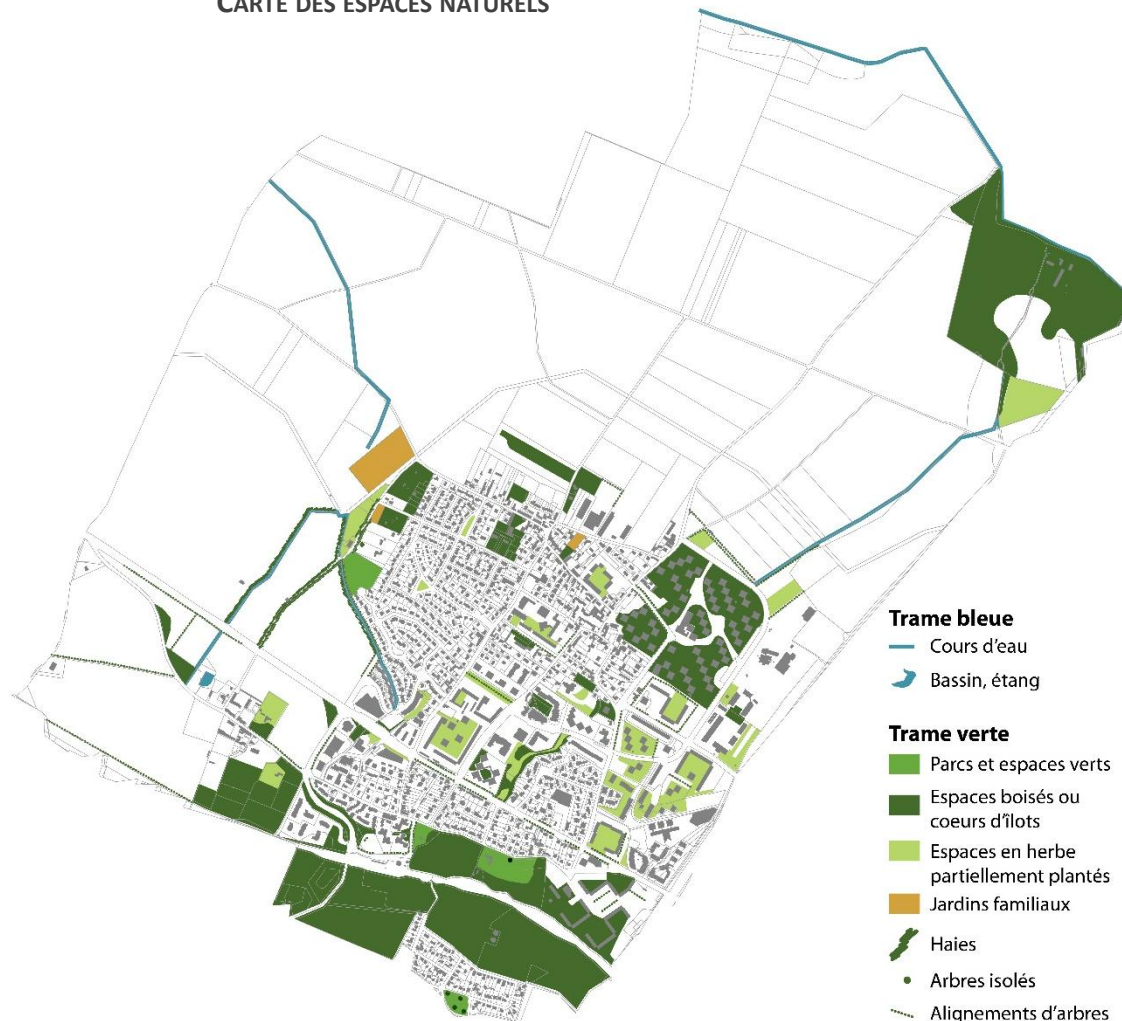 CARTE DES ESPACES NATURELS
Trame bleue
Cours d'eau
Bassin, étang
Trame verte
Parcs et espaces verts
Espaces boisés ou
coeurs d'îlots
Espaces en herbe
partiellement plantés
Jardins familiaux
Haies
Arbres isolés
Alignements d'arbres